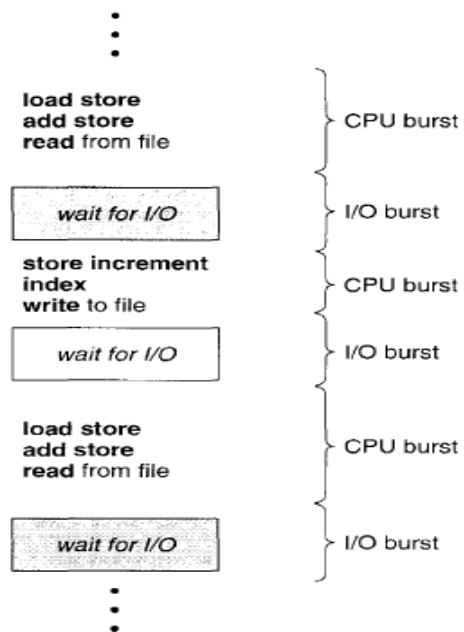 load store
add store
read from file
CPU burst
wait for I/O
I/O burst
store increment
index
write to file
CPU burst
wait for I/O
I/O burst
load store
add store
read from file
CPU burst
wait for I/O
I/O burst